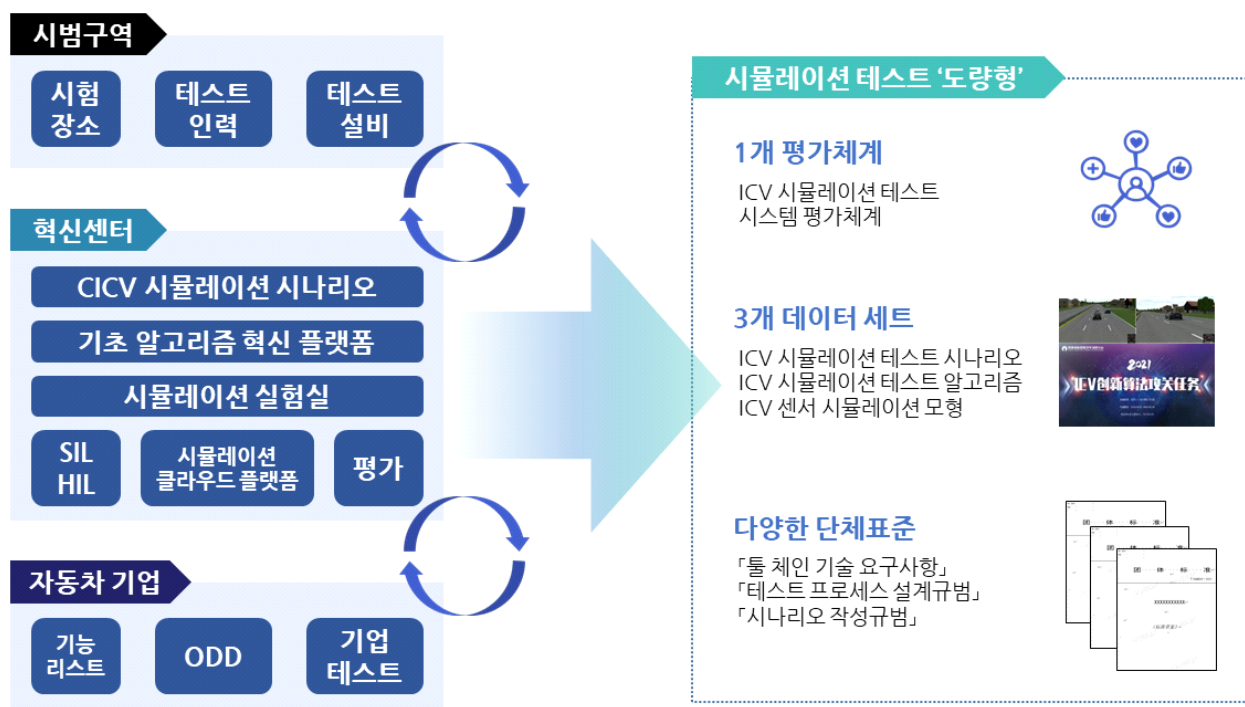 시범구역
시험
장소
테스트
인력
테스트
설비
혁신센터
CICV 시뮬레이션 시나리오
기초 알고리즘 혁신 플랫폼
시뮬레이션 실험실
SIL
HIL
시뮬레이션
클라우드 플랫폼
평가
자동차 기업
기능
리스트
ODD
기업
테스트
시뮬레이션 테스트 ‘도량형’
1개 평가체계
ICV 시뮬레이션 테스트
시스템 평가체계
3개 데이터 세트
ICV 시뮬레이션 테스트 시나리오
ICV 시뮬레이션 테스트 알고리즘
ICV 센서 시뮬레이션 모형
2021
ICV创新算法攻关任务
다양한 단체표준
「툴 체인 기술 요구사항」
「테스트 프로세스 설계규범」
「시나리오 작성규범」
团 体 标 准
团 体 标 准
团 体 标 准